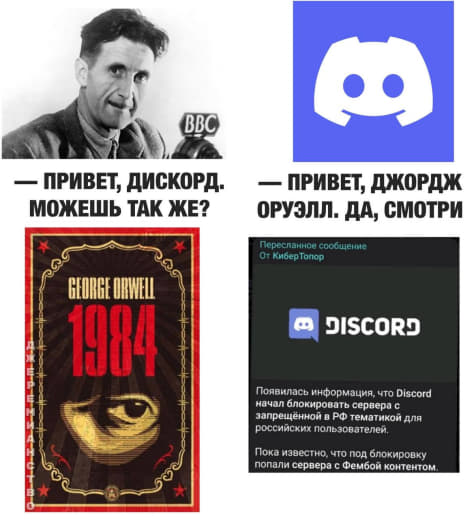 BBC
— ПРИВЕТ, ДИСКОРД.
МОЖЕШЬ ТАК ЖЕ?
— ПРИВЕТ, ДЖОРДЖ
ОРУЭЛЛ. ДА, СМОТРИ
GEORGE ORWELL
1984
ДЖЕРЕМИАНСТВО
Пересланное сообщение
От КиберТопор
DISCORD
Появилась информация, что Discord
начал блокировать сервера с
запрещённой в РФ тематикой для
российских пользователей.
Пока известно, что под блокировку
попали сервера с Фембой контентом.